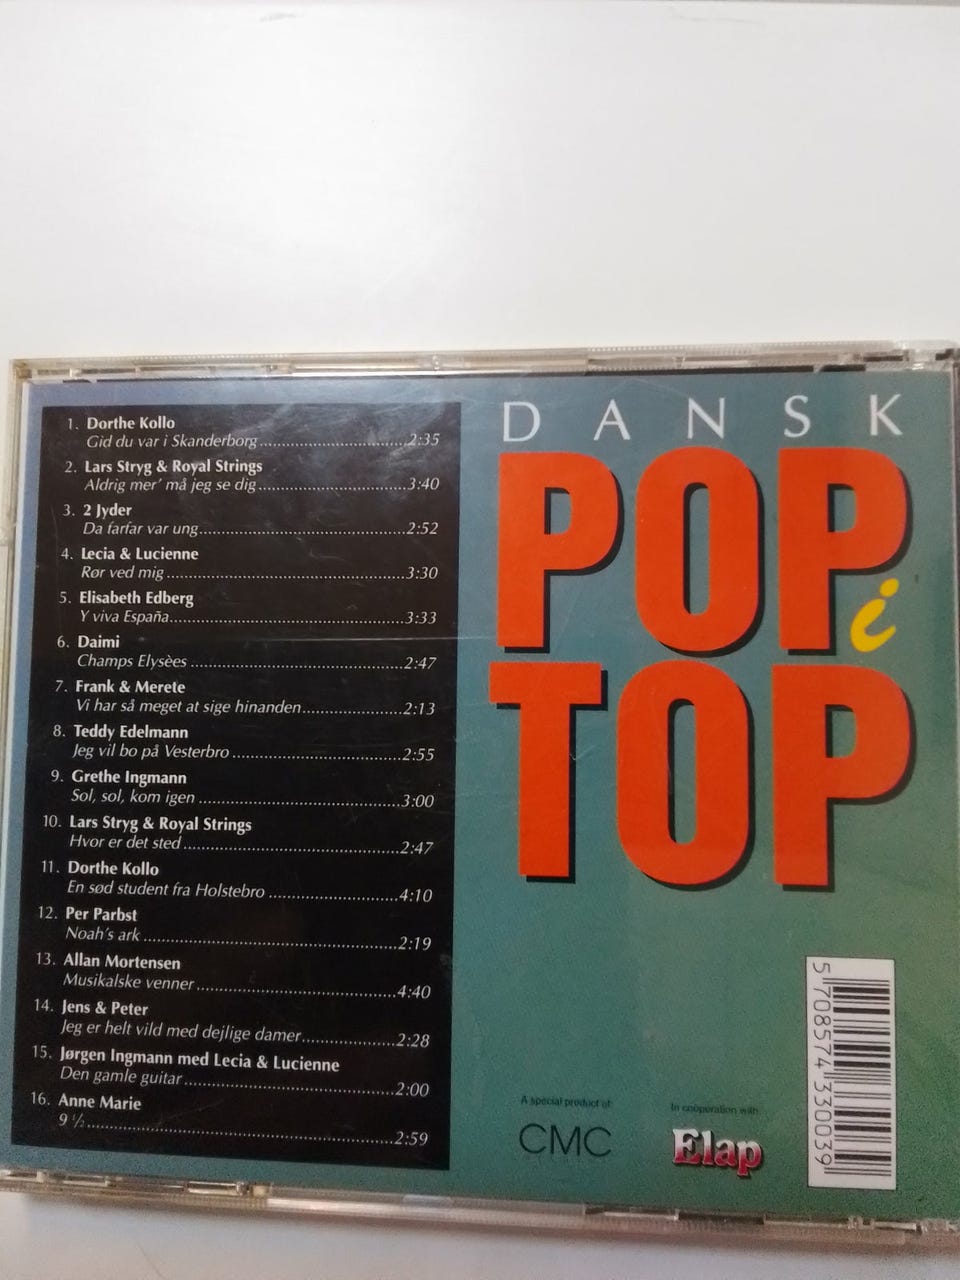 1. Dorthe Kollo
Gid du var i Skanderborg 2:35
2. Lars Stryg & Royal Strings
Aldrig mer' må jeg se dig 3:40
3. 2 Jyder
Da farfar var ung 2:52
4. Lecia & Lucienne
Rør ved mig 3:30
5. Elisabeth Edberg
Y viva España 3:33
6. Daimi
Champs Elysèes 2:47
7. Frank & Merete
Vi har så meget at sige hinanden 2:13
8. Teddy Edelmann
Jeg vil bo på Vesterbro 2:55
9. Grethe Ingmann
Sol, sol, kom igen 3:00
10. Lars Stryg & Royal Strings
Hvor er det sted 2:47
11. Dorthe Kollo
En sød student fra Holstebro 4:10
12. Per Parbst
Noah's ark 2:19
13. Allan Mortensen
Musikalske venner 4:40
14. Jens & Peter
Jeg er helt vild med dejlige damer 2:28
15. Jørgen Ingmann med Lecia & Lucienne
Den gamle guitar 2:00
16. Anne Marie
9 ½ 2:59
DANSK
POP i
TOP
A special product of:
CMC
In cooperation with:
Elap
5 708574 330039